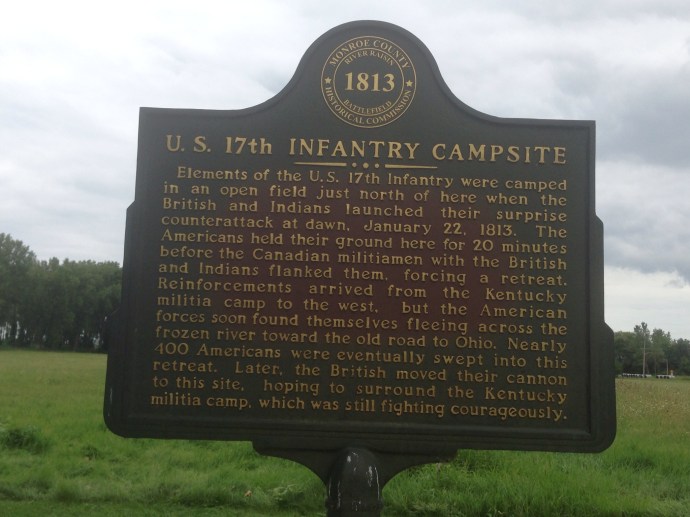 MONROE COUNTY
RIVER RAISIN
1813
BATTLEFIELD
HISTORICAL COMMISSION
U. S. 17th INFANTRY CAMPSITE
Elements of the U.S. 17th Infantry were camped
in an open field just north of here when the
British and Indians launched their surprise
counterattack at dawn, January 22, 1813. The
Americans held their ground here for 20 minutes
before the Canadian militiamen with the British
and Indians flanked them, forcing a retreat.
Reinforcements arrived from the Kentucky
militia camp to the west, but the American
forces soon found themselves fleeing across the
frozen river toward the old road to Ohio. Nearly
400 Americans were eventually swept into this
retreat. Later, the British moved their cannon
to this site, hoping to surround the Kentucky
militia camp, which was still fighting courageously.